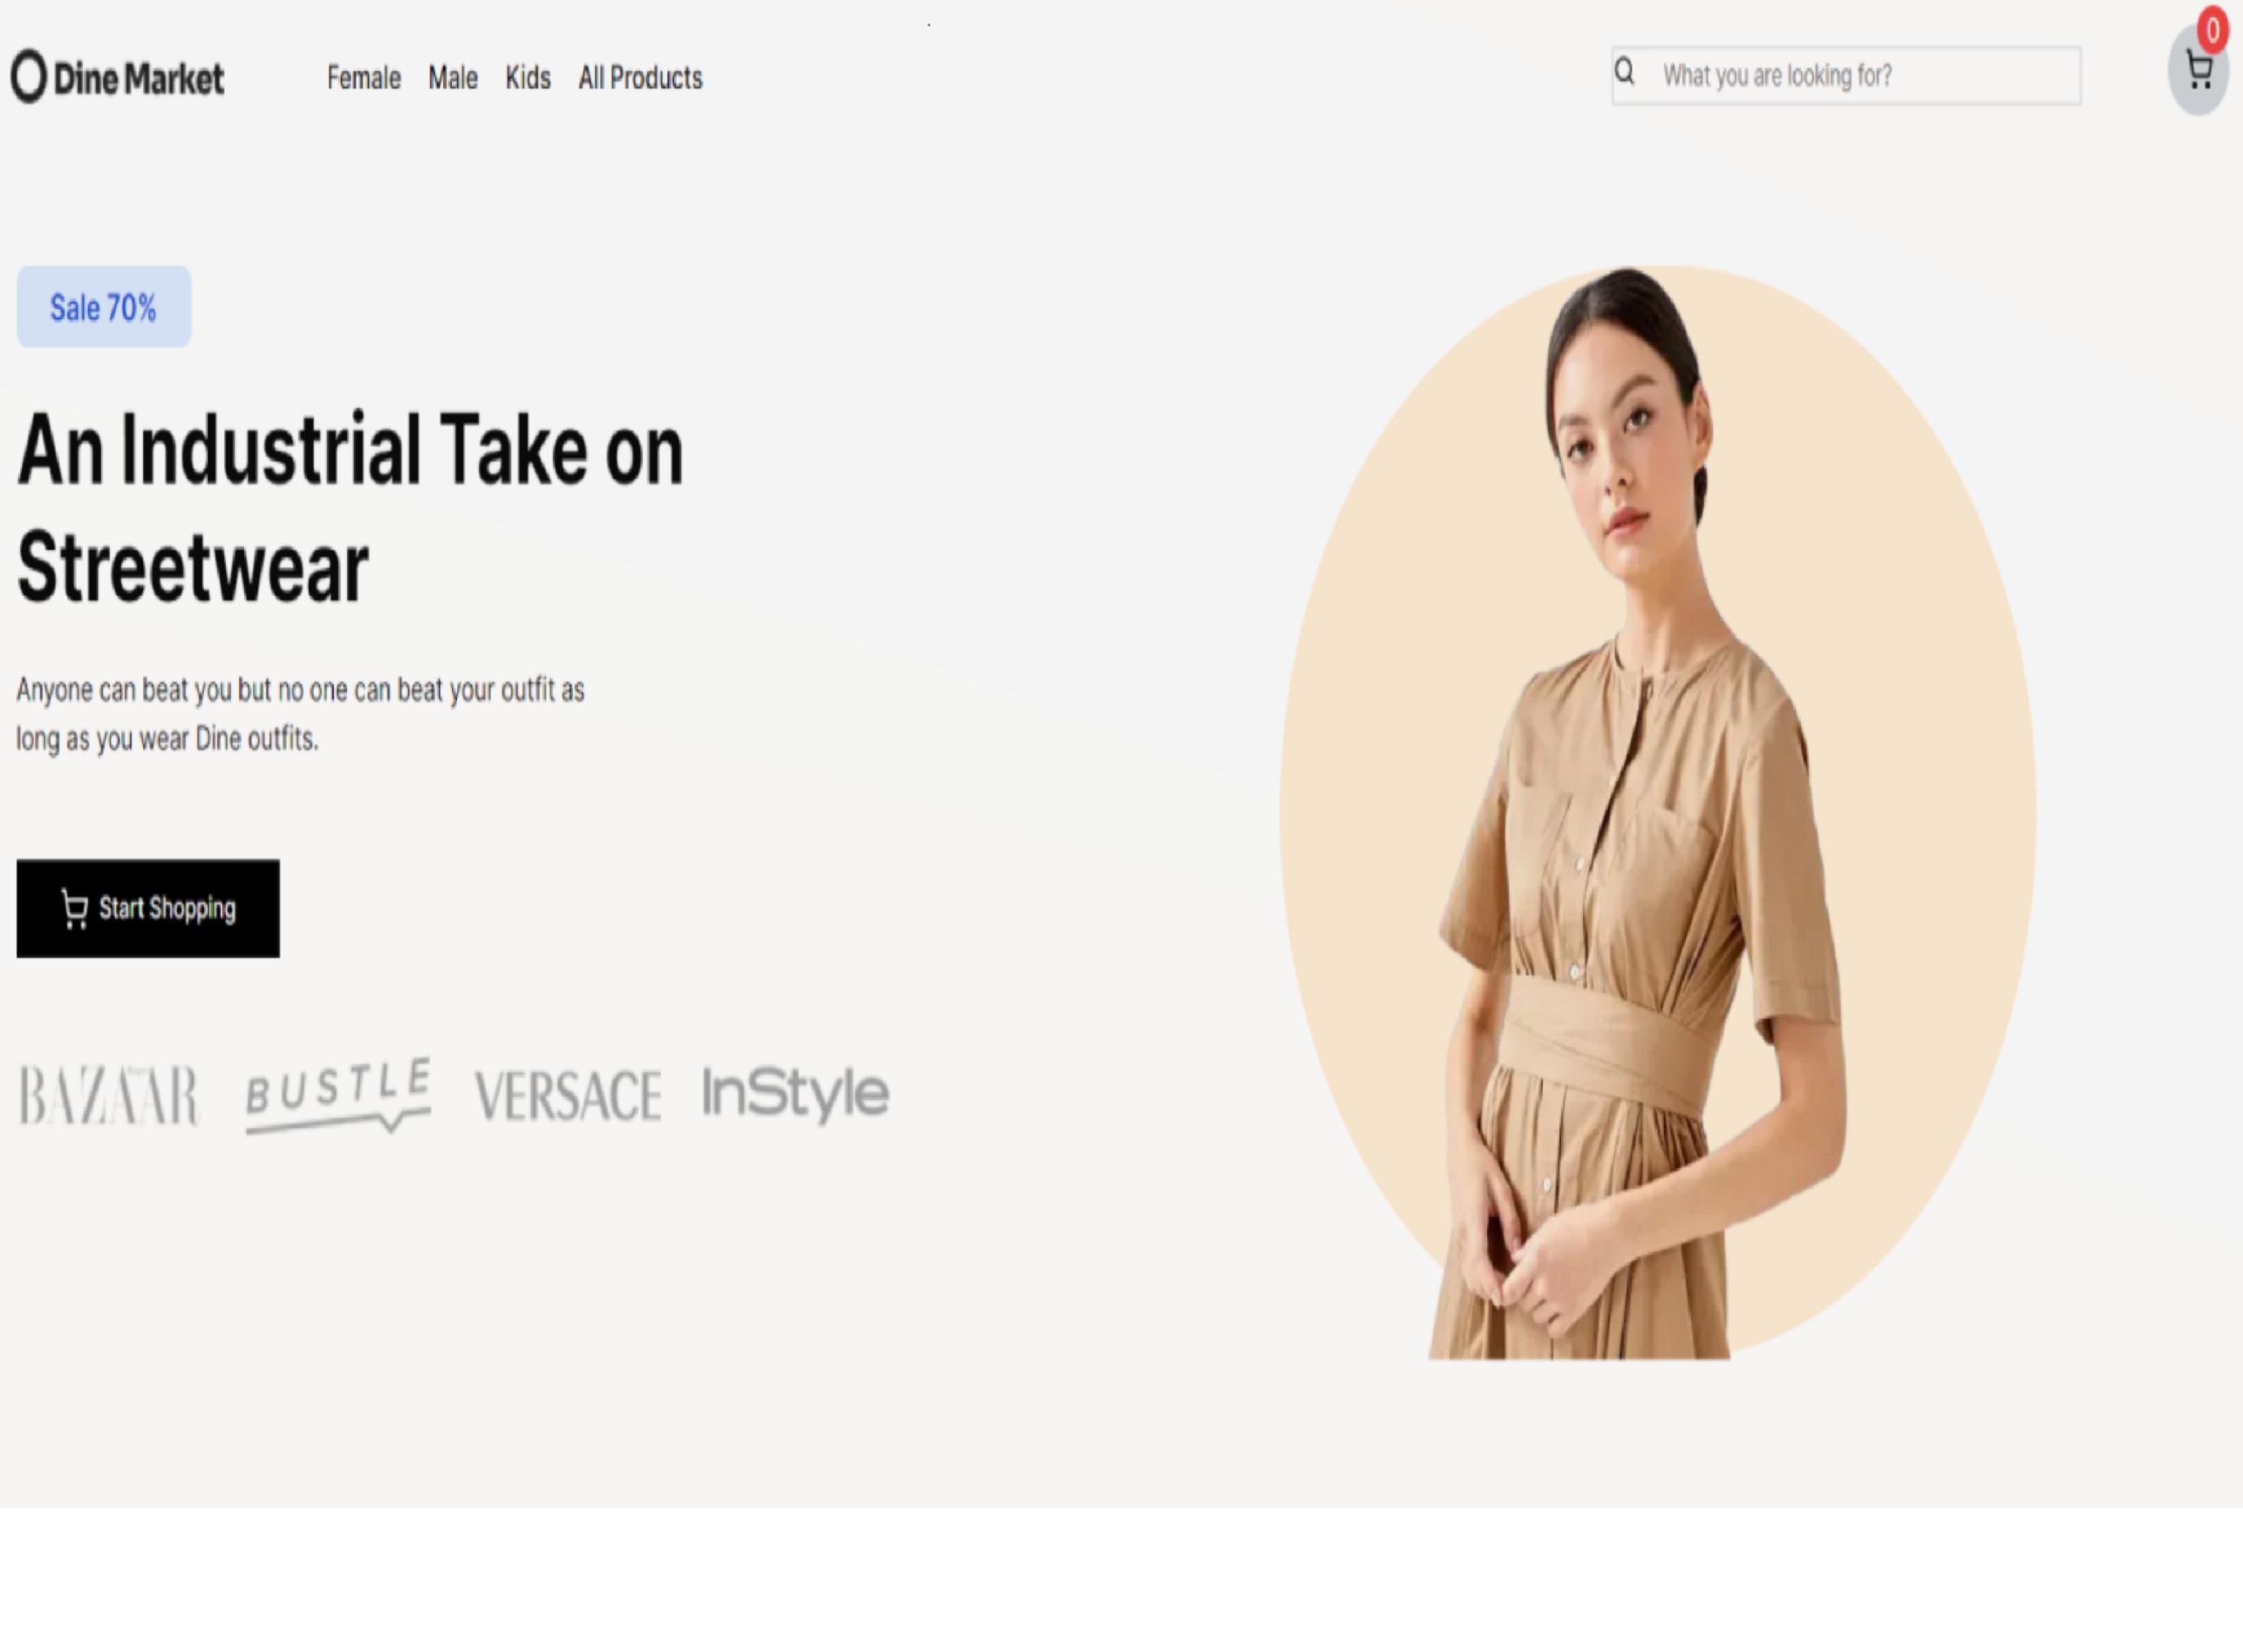 Dine Market
Female Male Kids All Products
What you are looking for?
0
Sale 70%
An Industrial Take on
Streetwear
Anyone can beat you but no one can beat your outfit as
long as you wear Dine outfits.
Start Shopping
BAZAAR BUSTLE VERSACE InStyle